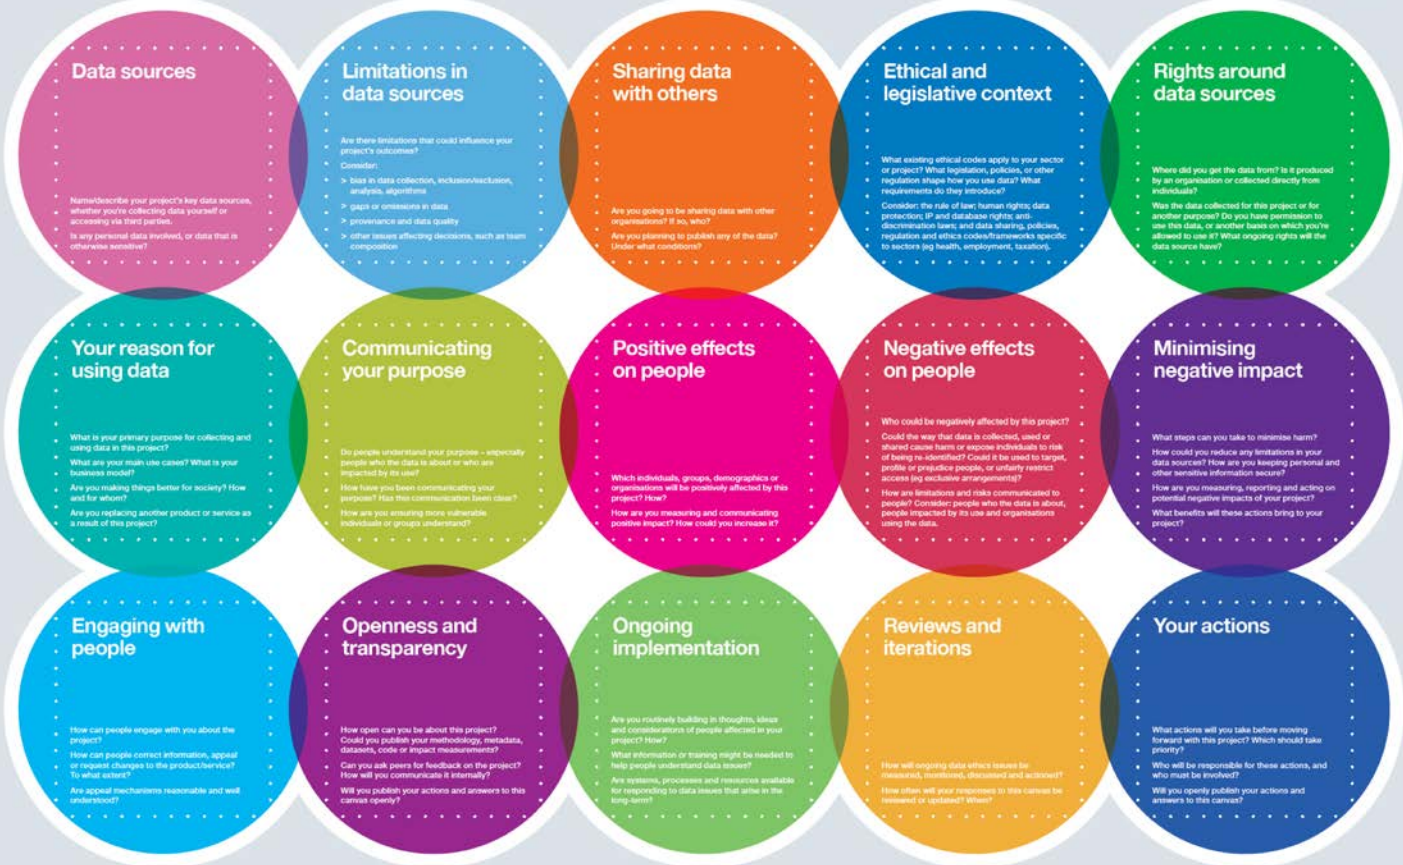 Data sources
Name/describe your project's key data sources,
whether you're collecting data yourself or
accessing via third parties.
Is any personal data involved, or data that is
otherwise sensitive?
Limitations in
data sources
Are there limitations that could influence your
project's outcomes?
Consider:
> bias in data collection, inclusion/exclusion,
analysis, algorithms
> gaps or omissions in data
> provenance and data quality
> other issues affecting decisions, such as team
composition
Sharing data
with others
Are you going to be sharing data with other
organisations? If so, who?
Are you planning to publish any of the data?
Under what conditions?
Ethical and
legislative context
What existing ethical codes apply to your sector
or project? What legislation, policies, or other
regulation shape how you use data? What
requirements do they introduce?
Consider: the rule of law; human rights; data
protection; IP and database rights; anti-
discrimination laws; and data sharing, policies,
regulation and ethics codes/frameworks specific
to sectors (eg health, employment, taxation).
Rights around
data sources
Where did you get the data from? Is it produced
by an organisation or collected directly from
individuals?
Was the data collected for this project or for
another purpose? Do you have permission to
use this data, or another basis on which you're
allowed to use it? What ongoing rights will the
data source have?
Your reason for
using data
What is your primary purpose for collecting and
using data in this project?
What are your main use cases? What is your
business model?
Are you making things better for society? How
and for whom?
Are you replacing another product or service as
a result of this project?
Communicating
your purpose
Do people understand your purpose – especially
people who the data is about or who are
impacted by its use?
How have you been communicating your
purpose? Has this communication been clear?
How are you ensuring more vulnerable
individuals or groups understand?
Positive effects
on people
Which individuals, groups, demographics or
organisations will be positively affected by this
project? How?
How are you measuring and communicating
positive impact? How could you increase it?
Negative effects
on people
Who could be negatively affected by this project?
Could the way that data is collected, used or
shared cause harm or expose individuals to risk
of being re-identified? Could it be used to target,
profile or prejudice people, or unfairly restrict
access (eg exclusive arrangements)?
How are limitations and risks communicated to
people? Consider: people who the data is about,
people impacted by its use and organisations
using the data.
Minimising
negative impact
What steps can you take to minimise harm?
How could you reduce any limitations in your
data sources? How are you keeping personal and
other sensitive information secure?
How are you measuring, reporting and acting on
potential negative impacts of your project?
What benefits will these actions bring to your
project?
Engaging with
people
How can people engage with you about the
project?
How can people correct information, appeal
or request changes to the product/service?
To what extent?
Are appeal mechanisms reasonable and well
understood?
Openness and
transparency
How open can you be about this project?
Could you publish your methodology, metadata,
datasets, code or impact measurements?
Can you ask peers for feedback on the project?
How will you communicate it internally?
Will you publish your actions and answers to this
canvas openly?
Ongoing
implementation
Are you routinely building in thoughts, ideas
and considerations of people affected in your
project? How?
What information or training might be needed to
help people understand data issues?
Are systems, processes and resources available
for responding to data issues that arise in the
long-term?
Reviews and
iterations
How will ongoing data ethics issues be
measured, monitored, discussed and actioned?
How often will your responses to this canvas be
reviewed or updated? When?
Your actions
What actions will you take before moving
forward with this project? Which should take
priority?
Who will be responsible for these actions, and
who must be involved?
Will you openly publish your actions and
answers to this canvas?